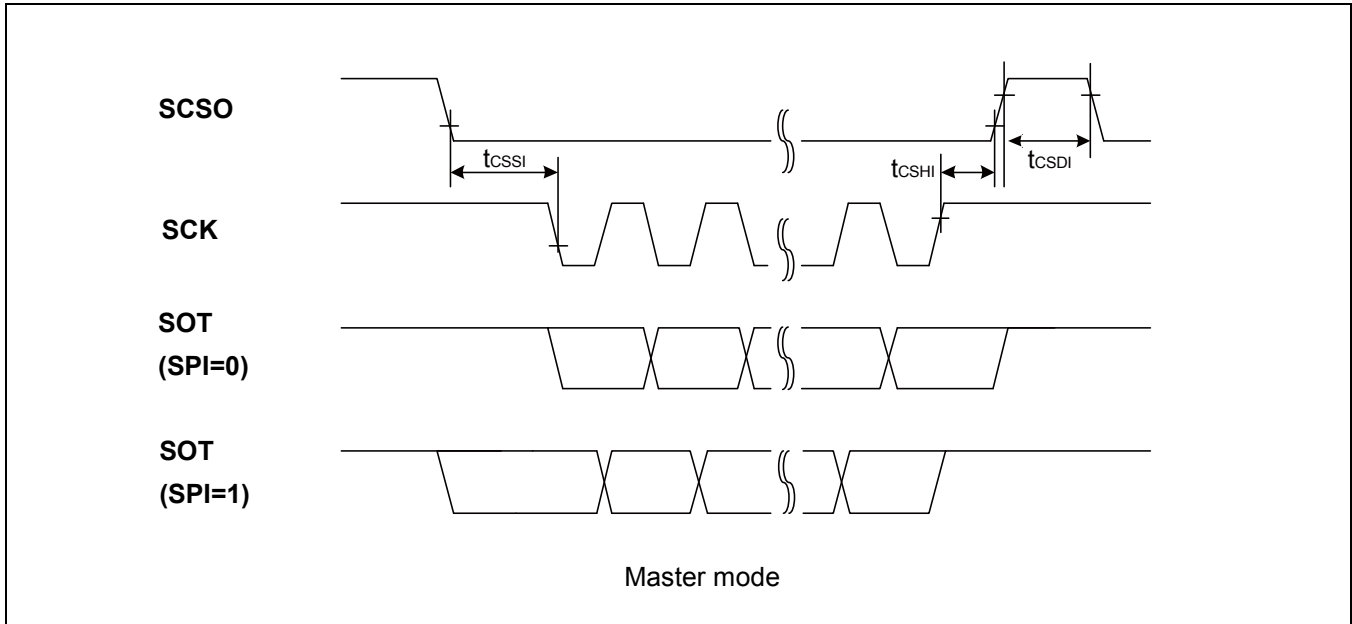 SCSO
tCSSI
tCSHI
tCSDI
SCK
SOT
(SPI=0)
SOT
(SPI=1)
Master mode